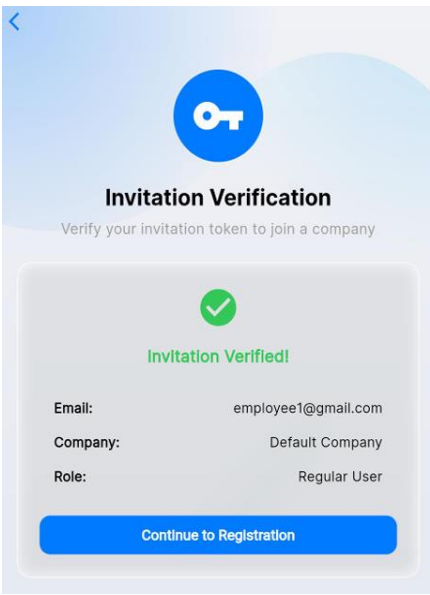 Invitation Verification
Verify your invitation token to join a company
Invitation Verified!
Email: employee1@gmail.com
Company: Default Company
Role: Regular User
Continue to Registration